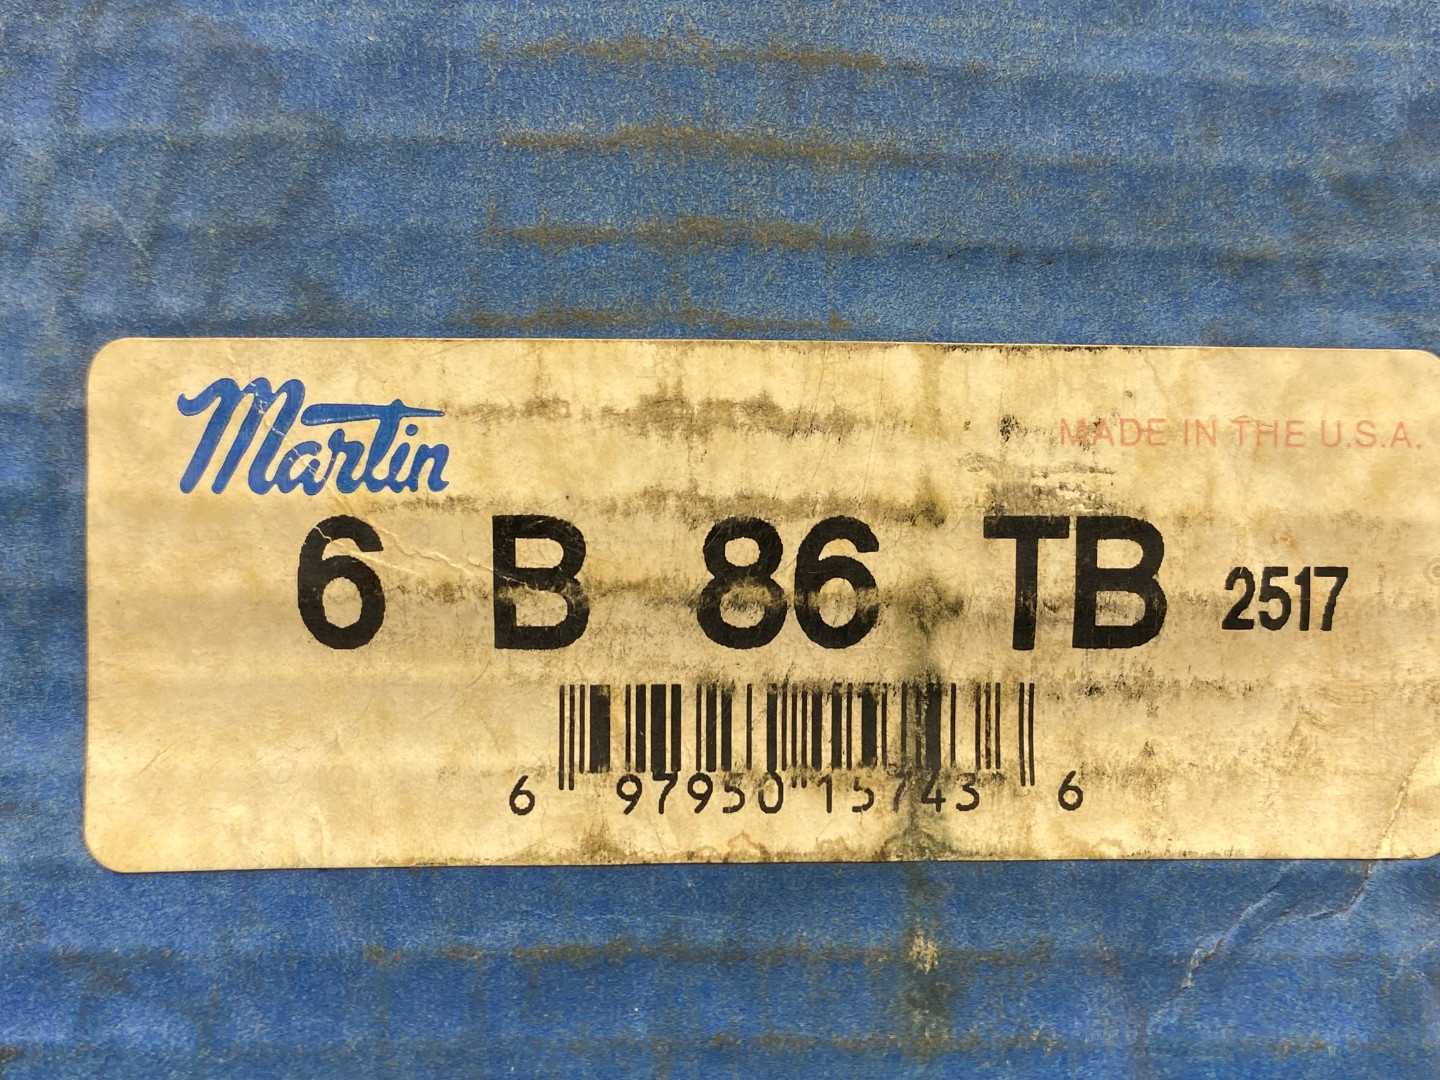 Martin
MADE IN THE U.S.A.
6 B 86 TB 2517
6 97950 15743 6